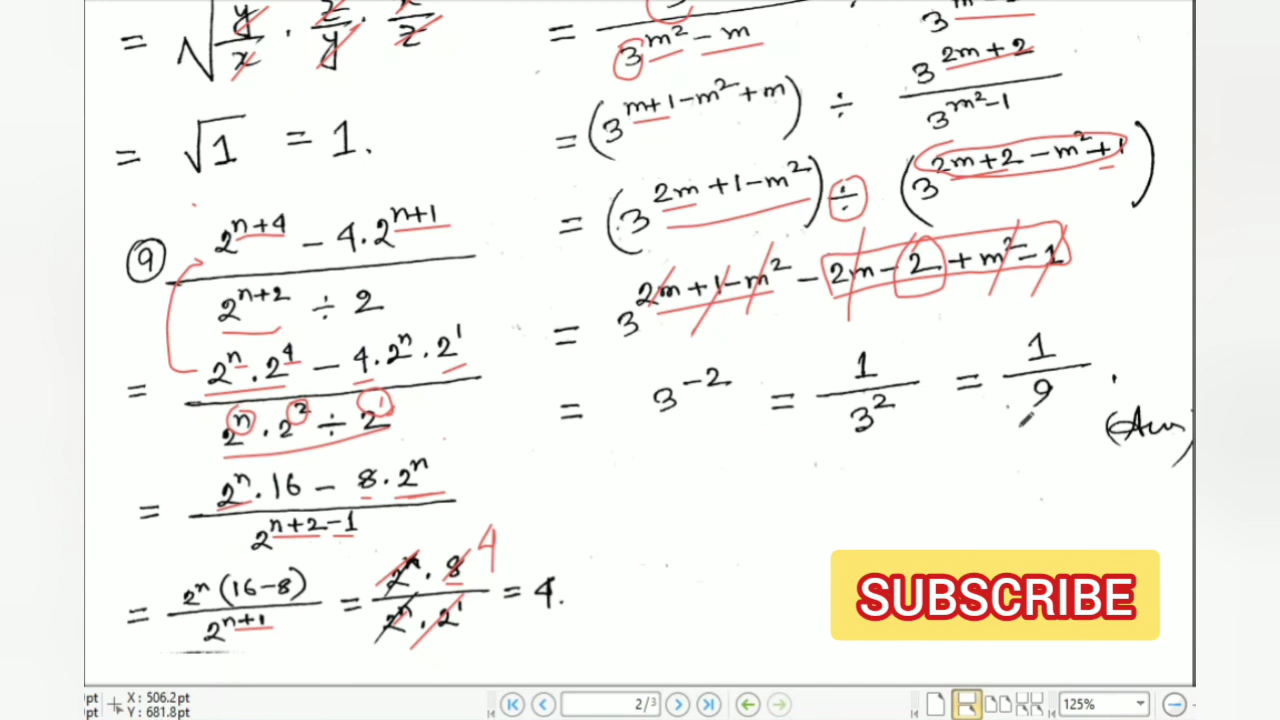 = √(y/x · z/y · x/z)
= √1 = 1.
⑨ (2^{n+4} − 4·2^{n+1}) / (2^{n+2} ÷ 2)
= (2^n·2^4 − 4·2^n·2^1) / (2^n·2^2 ÷ 2^1)
= (2^n·16 − 8·2^n) / 2^{n+2−1}
= 2^n(16−8) / 2^{n+1} = 2^n·8 / 2^n·2^1 = 4.
4
= / 3^{m²−m}
= (3^{m+1−m²+m}) ÷ 3^{2m+2} / 3^{m²−1}
= (3^{2m+1−m²}) ÷ (3^{2m+2−m²+1})
= 3^{2m+1−m²−2m−2+m²−1}
= 3^{−2} = 1/3² = 1/9 .
(Ans)
SUBSCRIBE
pt X: 506.2pt
pt Y: 681.8pt
2/3
125%